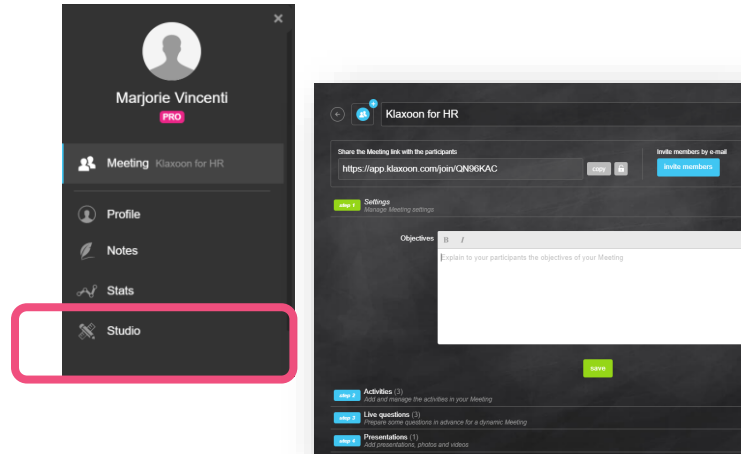 ×
Marjorie Vincenti
PRO
Meeting Klaxoon for HR
Profile
Notes
Stats
Studio
Klaxoon for HR
Share the Meeting link with the participants
Invite members by e-mail
https://app.klaxoon.com/join/QN96KAC
copy
invite members
step 1 Settings
Manage Meeting settings
Objectives
B I
Explain to your participants the objectives of your Meeting
save
step 2 Activities (3)
Add and manage the activities in your Meeting
step 3 Live questions (3)
Prepare some questions in advance for a dynamic Meeting
step 4 Presentations (1)
Add presentations, photos and videos